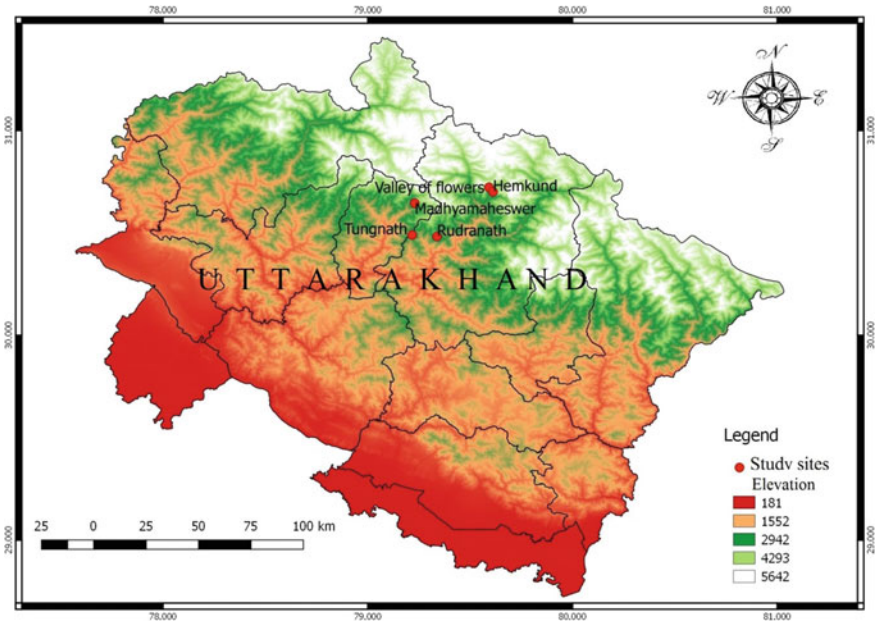 78.000 79.000 80.000 81.000
N
W E
S
31.000 31.000
Valley of flowers Hemkund
Madhyamaheswer
Tungnath Rudranath
UTTARAKHAND
30.000 30.000
Legend
Studv sites
Elevation
181
1552
2942
4293
5642
25 0 25 50 75 100 km
29.000 29.000
78.000 79.000 80.000 81.000